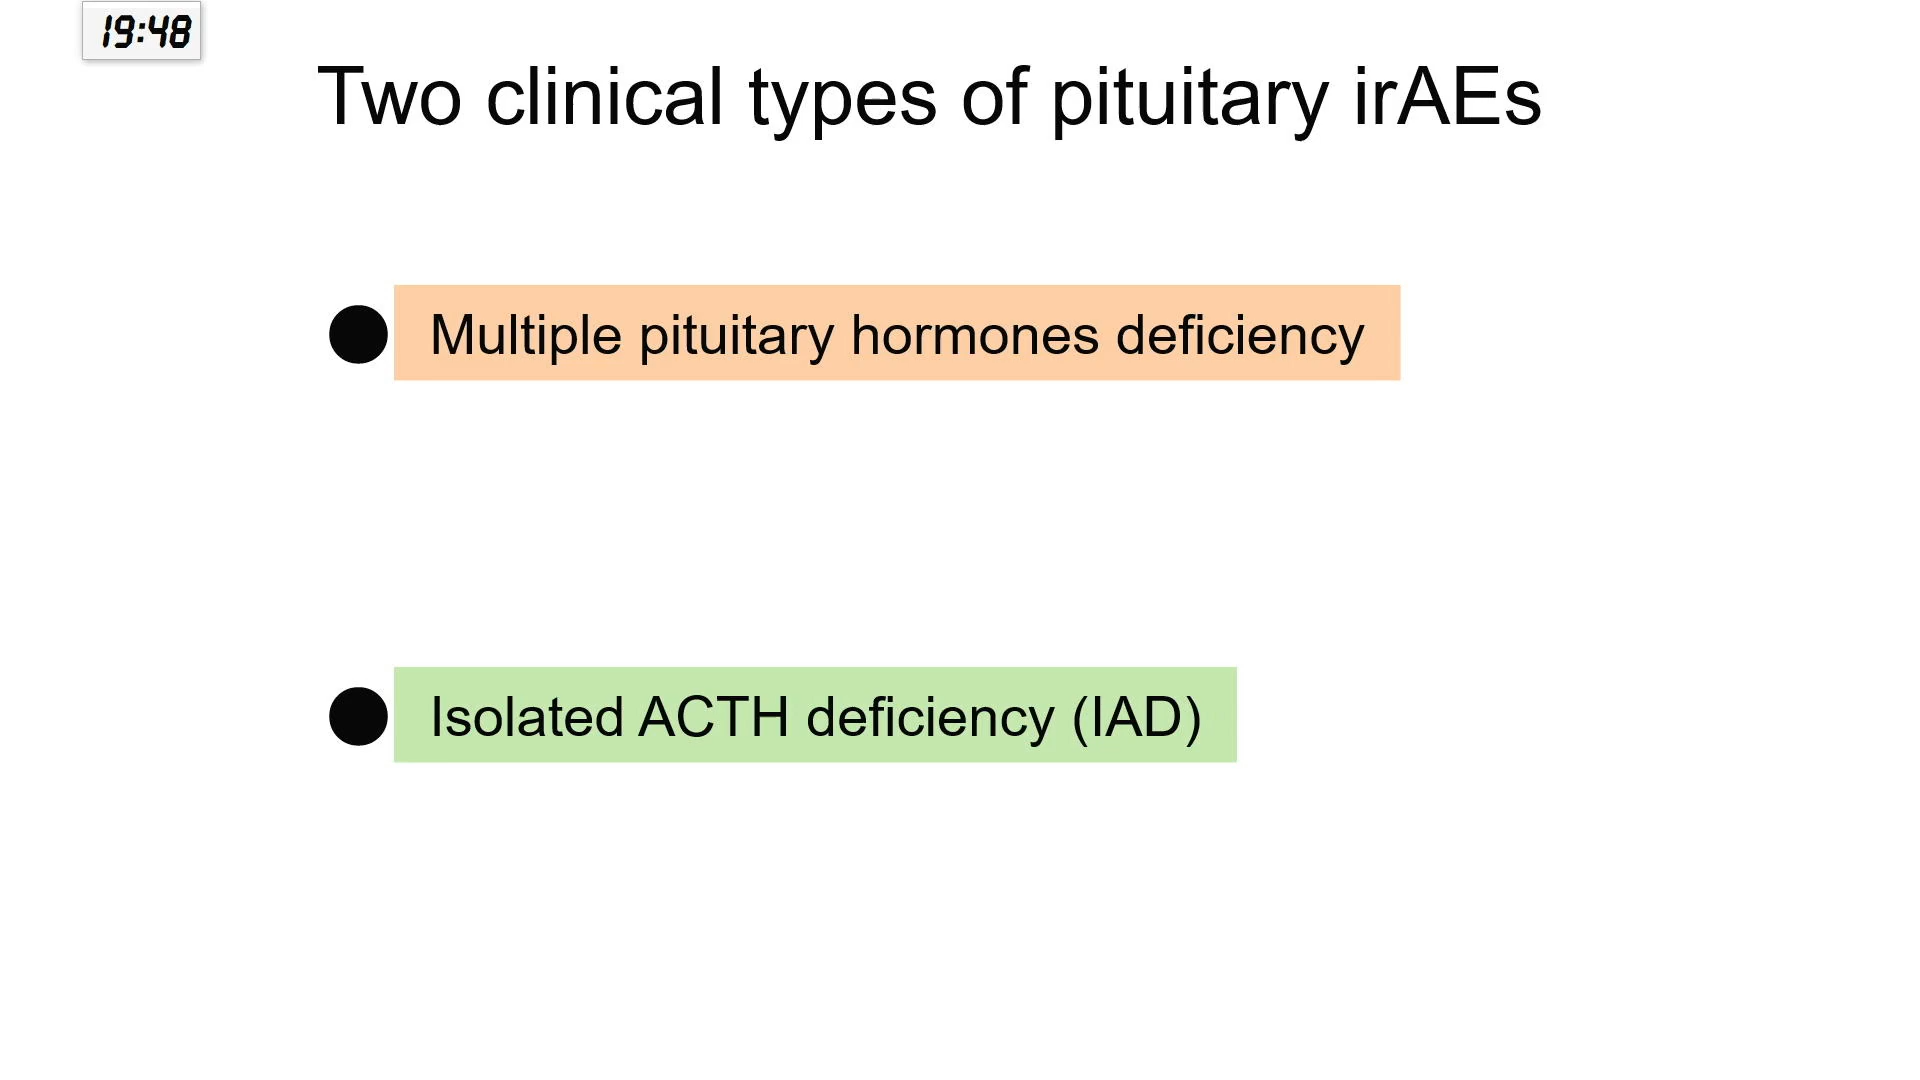 19:48
Two clinical types of pituitary irAEs
● Multiple pituitary hormones deficiency
● Isolated ACTH deficiency (IAD)